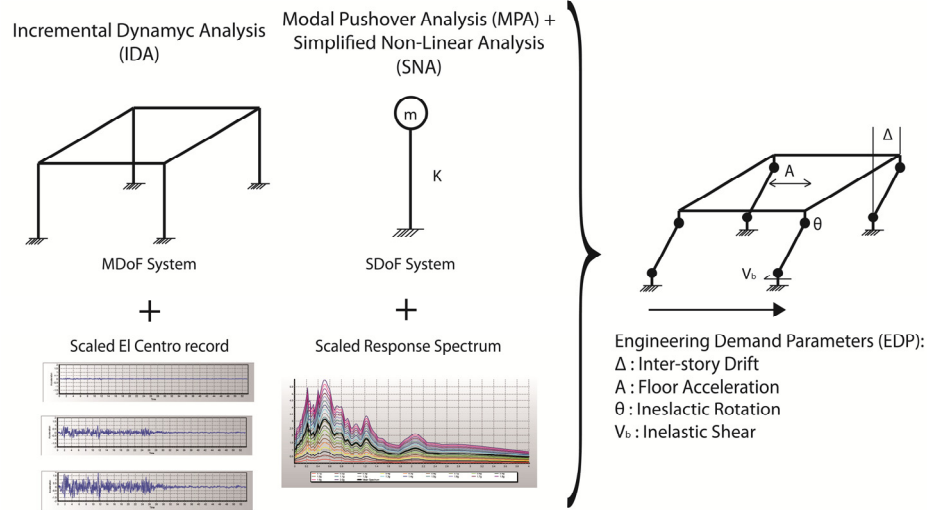 Incremental Dynamyc Analysis
(IDA)
MDoF System
+
Scaled El Centro record
Modal Pushover Analysis (MPA) +
Simplified Non-Linear Analysis
(SNA)
m
K
SDoF System
+
Scaled Response Spectrum
Δ
A
θ
Vb
Engineering Demand Parameters (EDP):
Δ : Inter-story Drift
A : Floor Acceleration
θ : Ineslactic Rotation
Vb : Inelastic Shear